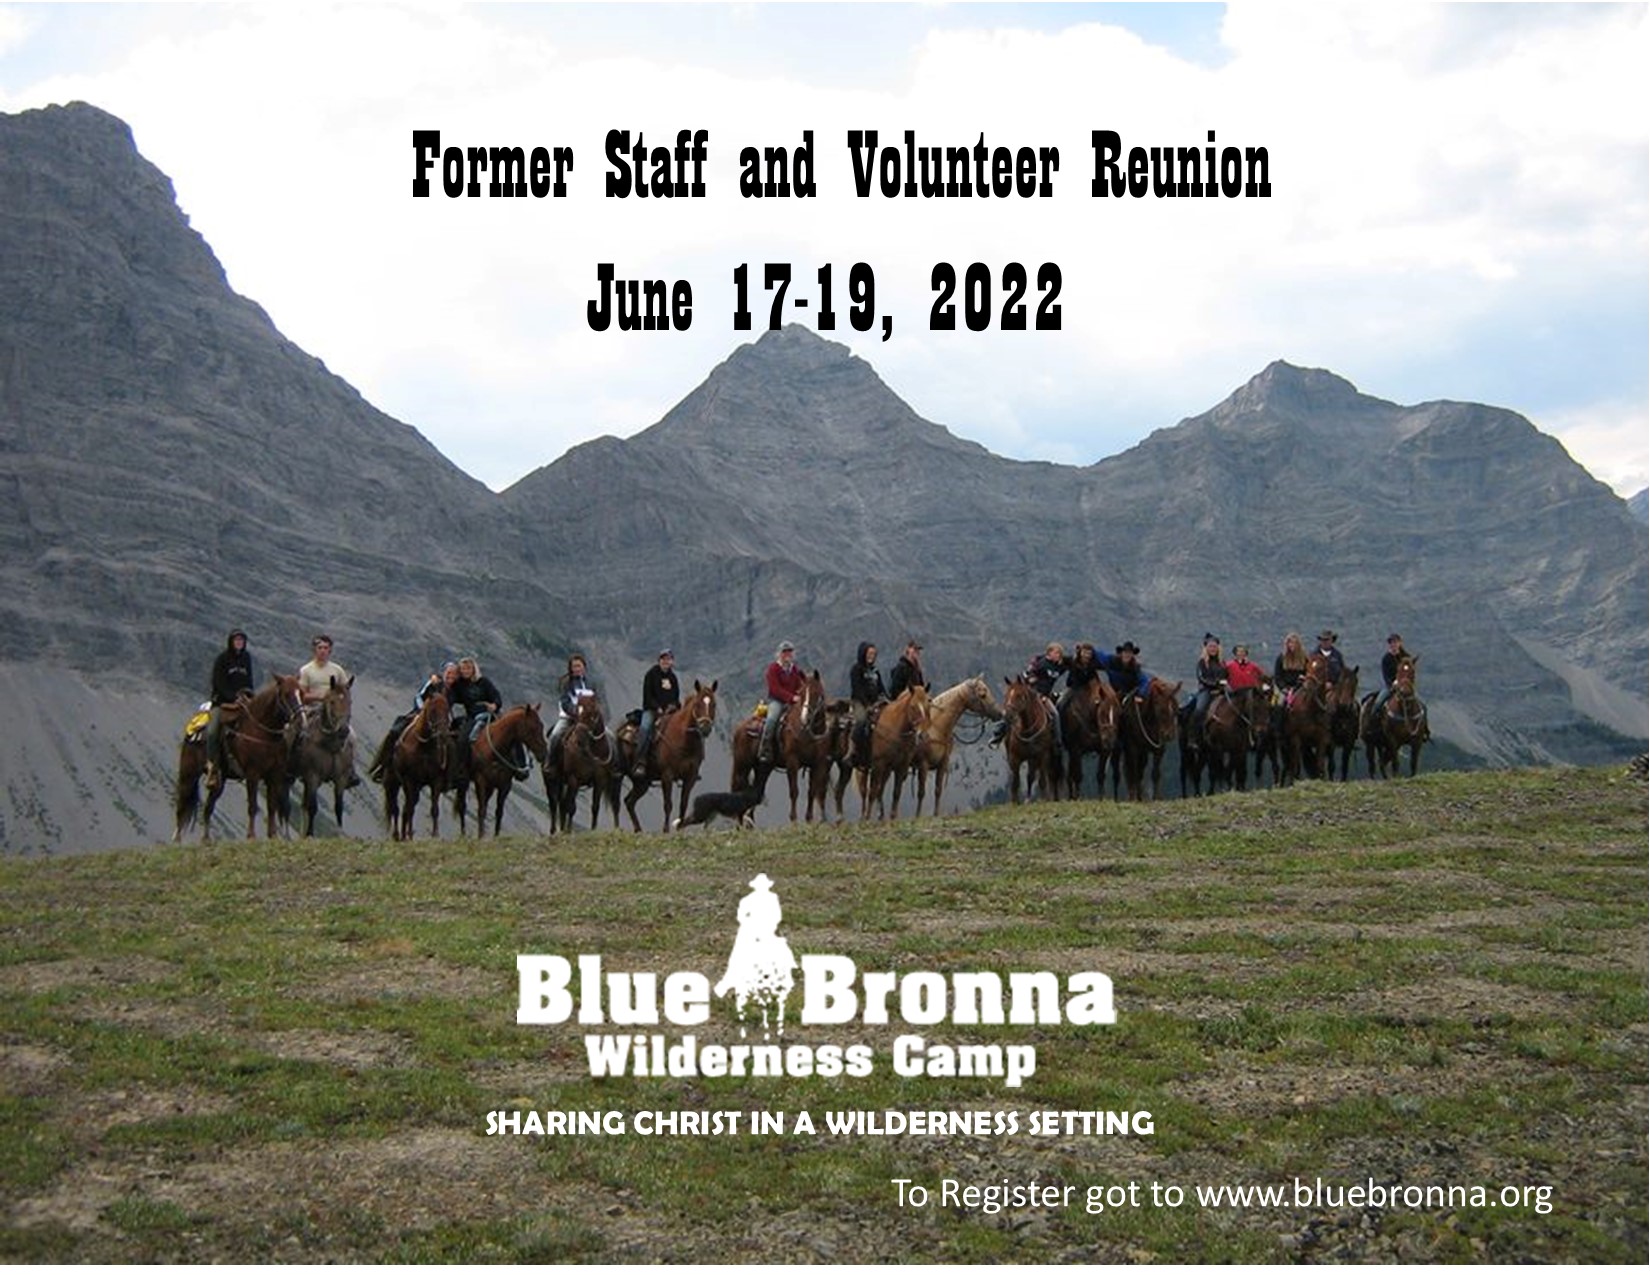 Former Staff and Volunteer Reunion
June 17-19, 2022
Blue Bronna
Wilderness Camp
SHARING CHRIST IN A WILDERNESS SETTING
To Register got to www.bluebronna.org